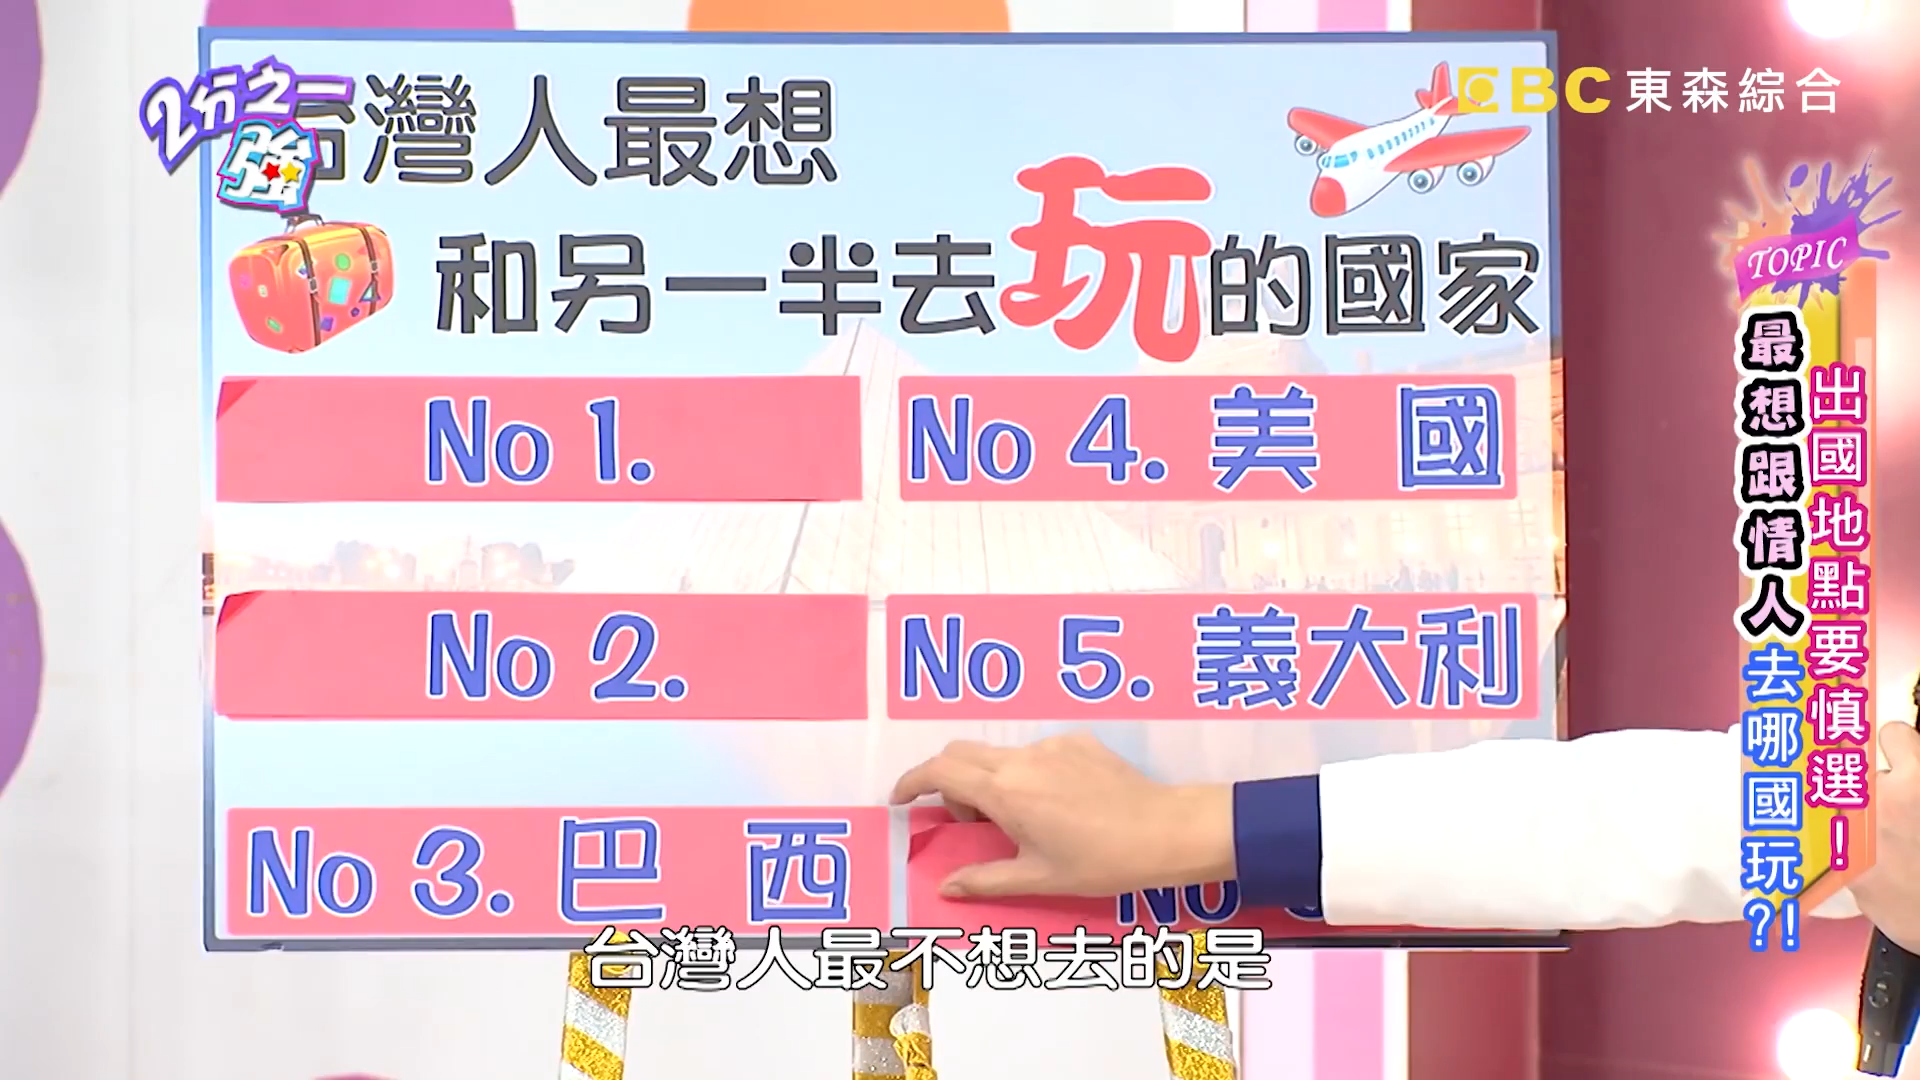 2分之一強
EBC 東森綜合
台灣人最想
和另一半去玩的國家
No 1.
No 2.
No 3. 巴西
No 4. 美國
No 5. 義大利
No
TOPIC
出國地點要慎選!
最想跟情人去哪國玩?!
台灣人最不想去的是